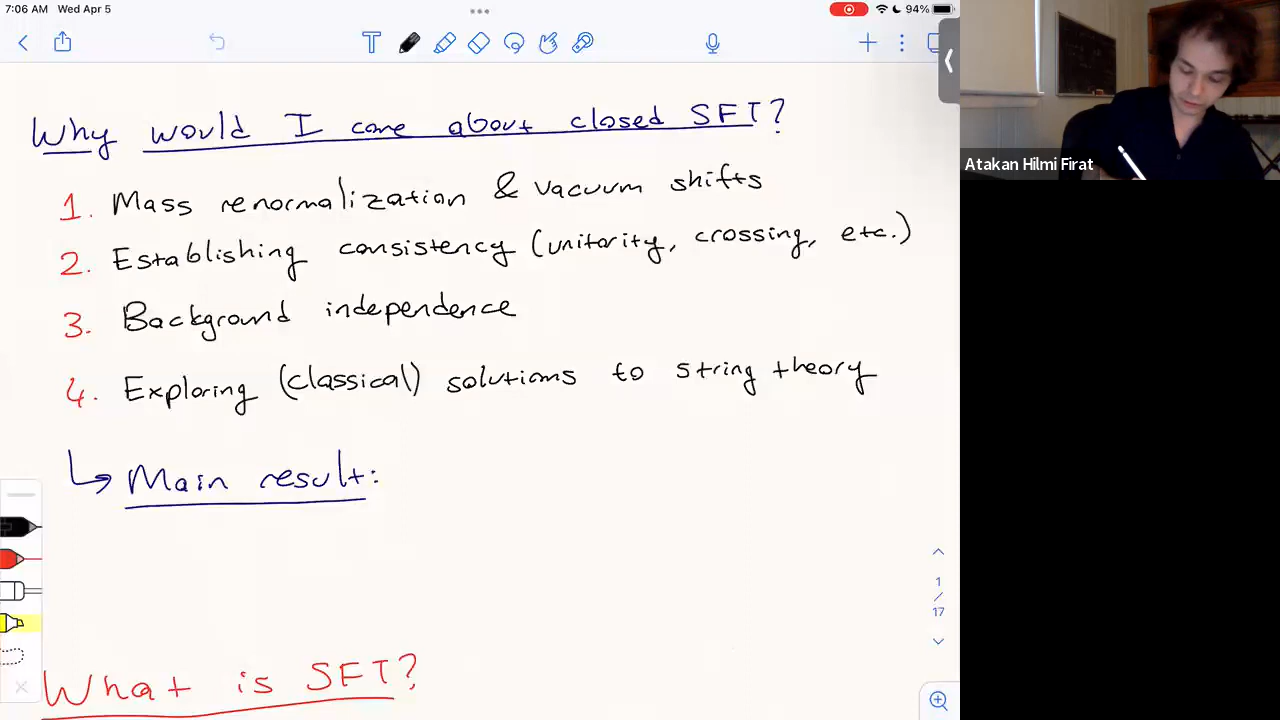 7:06 AM Wed Apr 5
94%
Why would I care about closed SFT?
1. Mass renormalization & vacuum shifts
2. Establishing consistency (unitarity, crossing, etc.)
3. Background independence
4. Exploring (classical) solutions to string theory
↳ Main result:
What is SFT?
1
/
17
Atakan Hilmi Firat